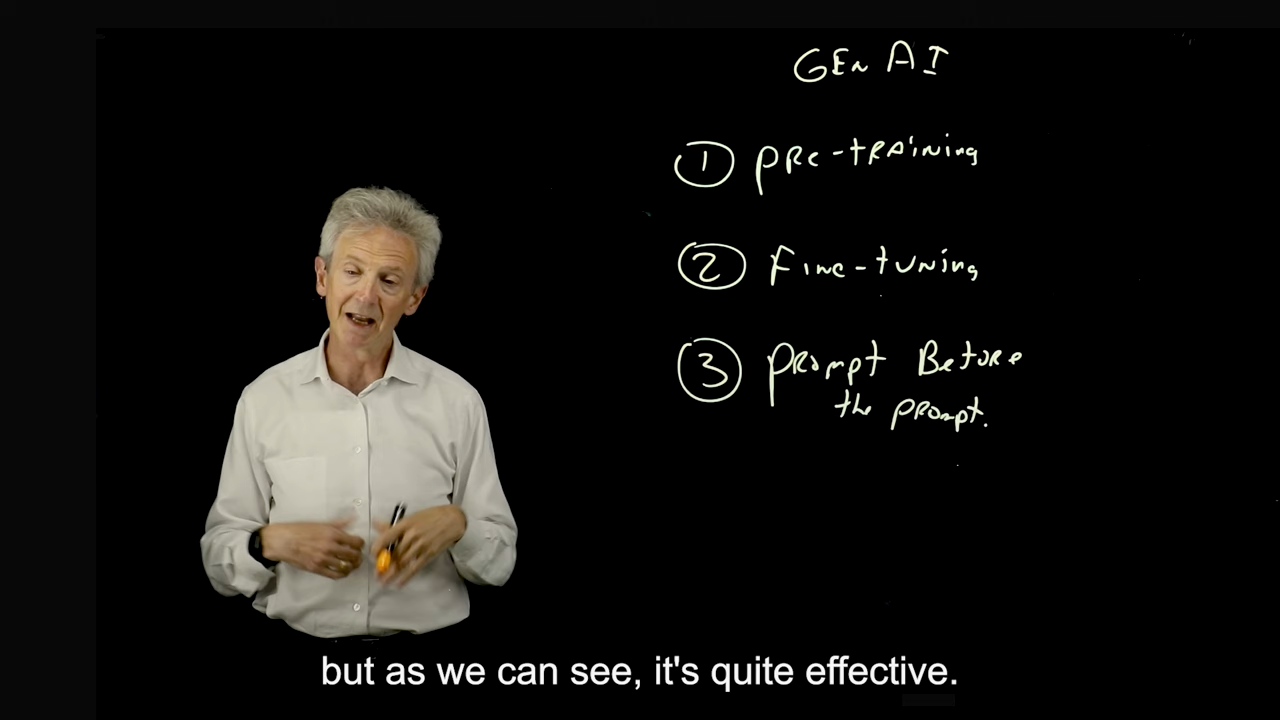 GEn AI
① PRe-tRAining
② Fine-tuning
③ PRompt BeFORe
the pRompt.
but as we can see, it's quite effective.